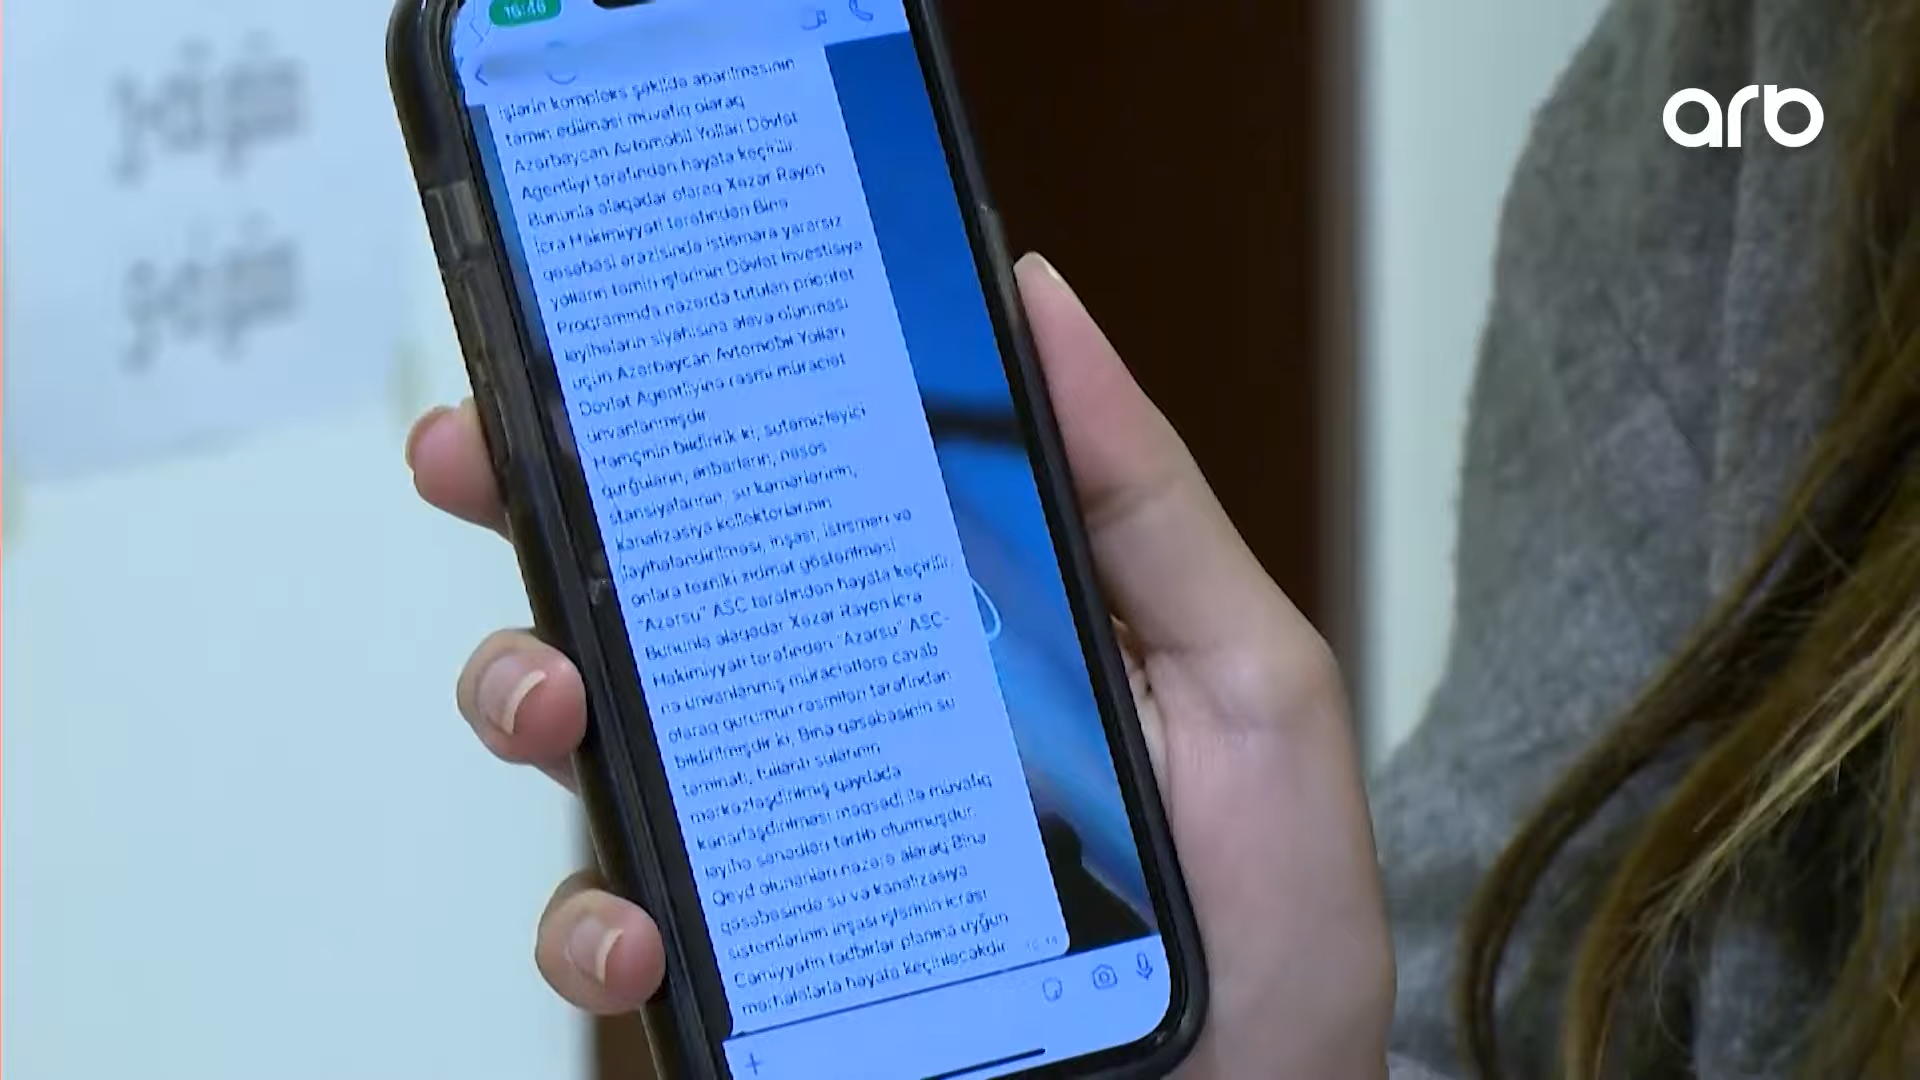 16:46
arb
işlərin kompleks şəkildə aparılmasının
təmin edilməsi müvafiq olaraq
Azərbaycan Avtomobil Yolları Dövlət
Agentliyi tərəfindən həyata keçirilir.
Bununla əlaqədar olaraq Xəzər Rayon
İcra Hakimiyyəti tərəfindən Binə
qəsəbəsi ərazisində istismara yararsız
yolların təmiri işlərinin Dövlət İnvestisiya
Proqramında nəzərdə tutulan prioritet
layihələrin siyahısına əlavə olunması
üçün Azərbaycan Avtomobil Yolları
Dövlət Agentliyinə rəsmi müraciət
ünvanlanmışdır.
Həmçinin bildiririk ki, sutəmizləyici
qurğuların, anbarların, nasos
stansiyalarının, su kəmərlərinin,
kanalizasiya kollektorlarının
layihələndirilməsi, inşası, istismarı və
onlara texniki xidmət göstərilməsi
"Azərsu" ASC tərəfindən həyata keçirilir.
Bununla əlaqədar Xəzər Rayon İcra
Hakimiyyəti tərəfindən "Azərsu" ASC-
nə ünvanlanmış müraciətlərə cavab
olaraq qurumun rəsmiləri tərəfindən
bildirilmişdir ki, Binə qəsəbəsinin su
təminatı, tullantı sularının
mərkəzləşdirilmiş qaydada
kənarlaşdırılması məqsədi ilə müvafiq
layihə sənədləri tərtib olunmuşdur.
Qeyd olunanları nəzərə alaraq Binə
qəsəbəsində su və kanalizasiya
sistemlərinin inşası işlərinin icrası
Cəmiyyətin tədbirlər planına uyğun
mərhələlərlə həyata keçiriləcəkdir